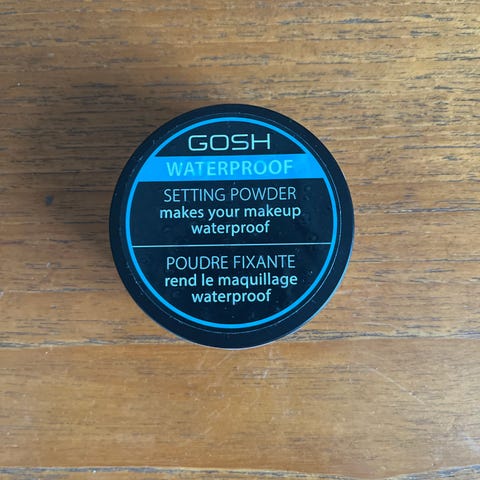 GOSH
WATERPROOF
SETTING POWDER
makes your makeup
waterproof
POUDRE FIXANTE
rend le maquillage
waterproof